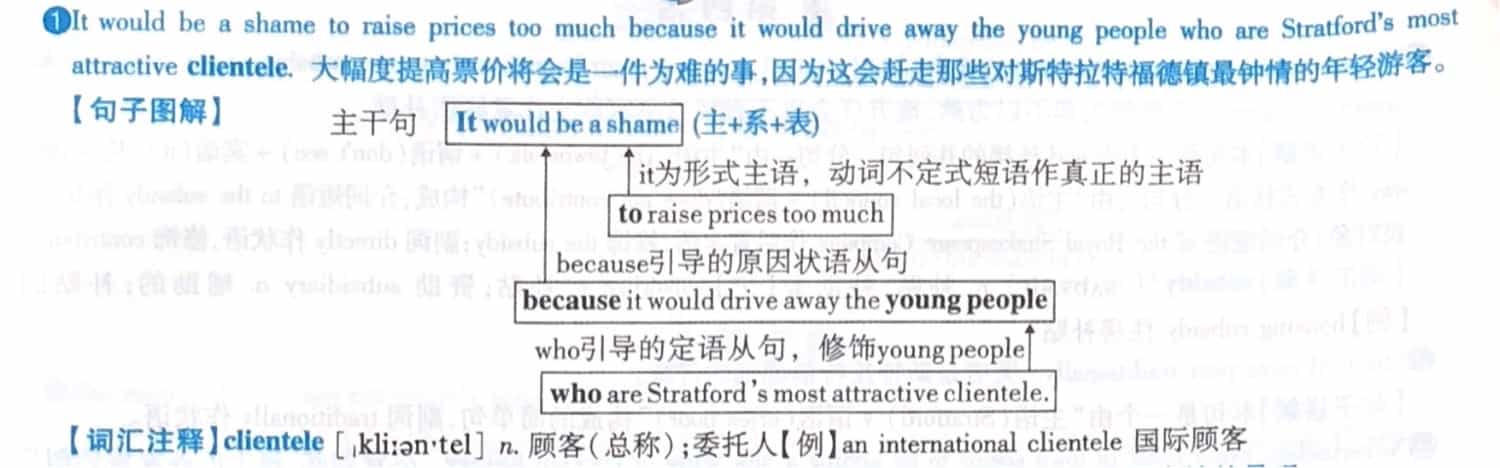 ❶It would be a shame to raise prices too much because it would drive away the young people who are Stratford's most
attractive clientele. 大幅度提高票价将会是一件为难的事,因为这会赶走那些对斯特拉特福德镇最钟情的年轻游客。
【句子图解】 主干句 It would be a shame (主+系+表)
it为形式主语，动词不定式短语作真正的主语
to raise prices too much
because引导的原因状语从句
because it would drive away the young people
who引导的定语从句，修饰young people
who are Stratford's most attractive clientele.
【词汇注释】clientele [ˌkliːənˈtel] n. 顾客(总称);委托人【例】an international clientele 国际顾客